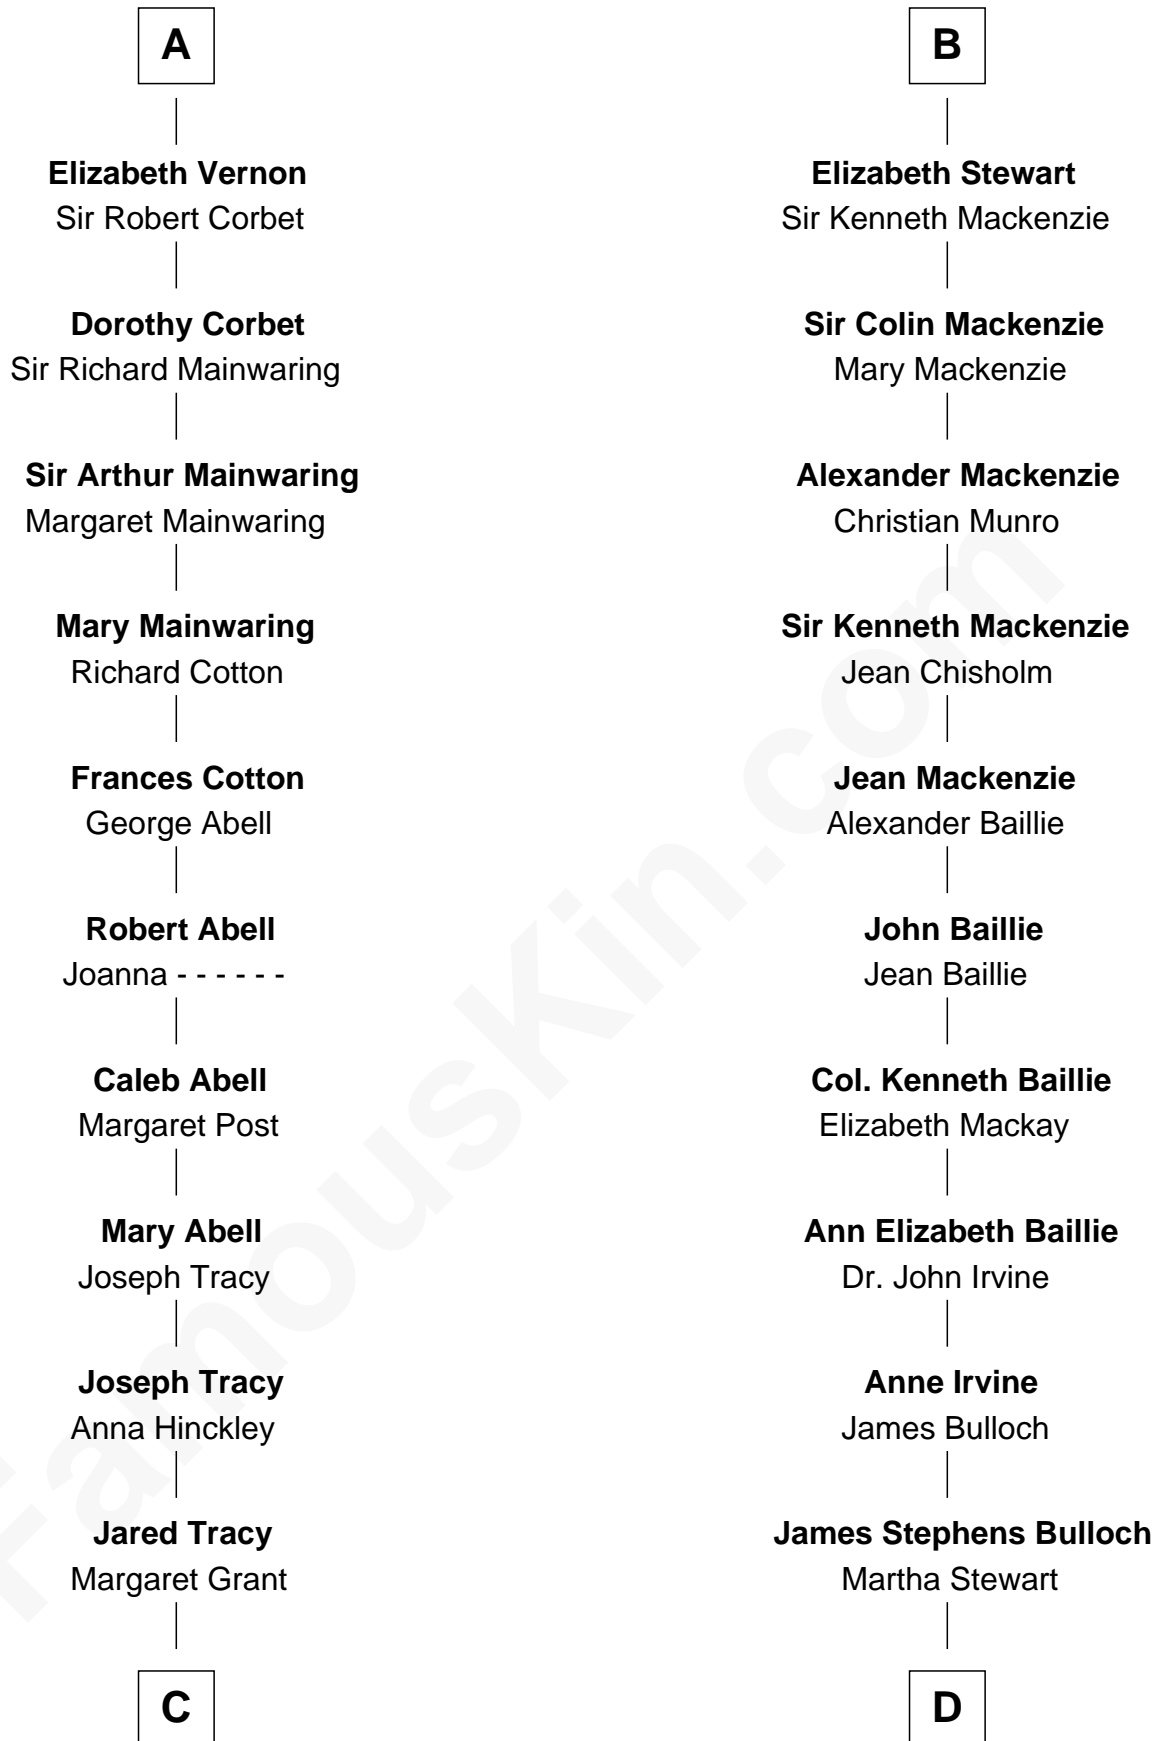 A
Elizabeth Vernon
Sir Robert Corbet
Dorothy Corbet
Sir Richard Mainwaring
Sir Arthur Mainwaring
Margaret Mainwaring
Mary Mainwaring
Richard Cotton
Frances Cotton
George Abell
Robert Abell
Joanna - - - - - -
Caleb Abell
Margaret Post
Mary Abell
Joseph Tracy
Joseph Tracy
Anna Hinckley
Jared Tracy
Margaret Grant
C
B
Elizabeth Stewart
Sir Kenneth Mackenzie
Sir Colin Mackenzie
Mary Mackenzie
Alexander Mackenzie
Christian Munro
Sir Kenneth Mackenzie
Jean Chisholm
Jean Mackenzie
Alexander Baillie
John Baillie
Jean Baillie
Col. Kenneth Baillie
Elizabeth Mackay
Ann Elizabeth Baillie
Dr. John Irvine
Anne Irvine
James Bulloch
James Stephens Bulloch
Martha Stewart
D
FamousKin.com